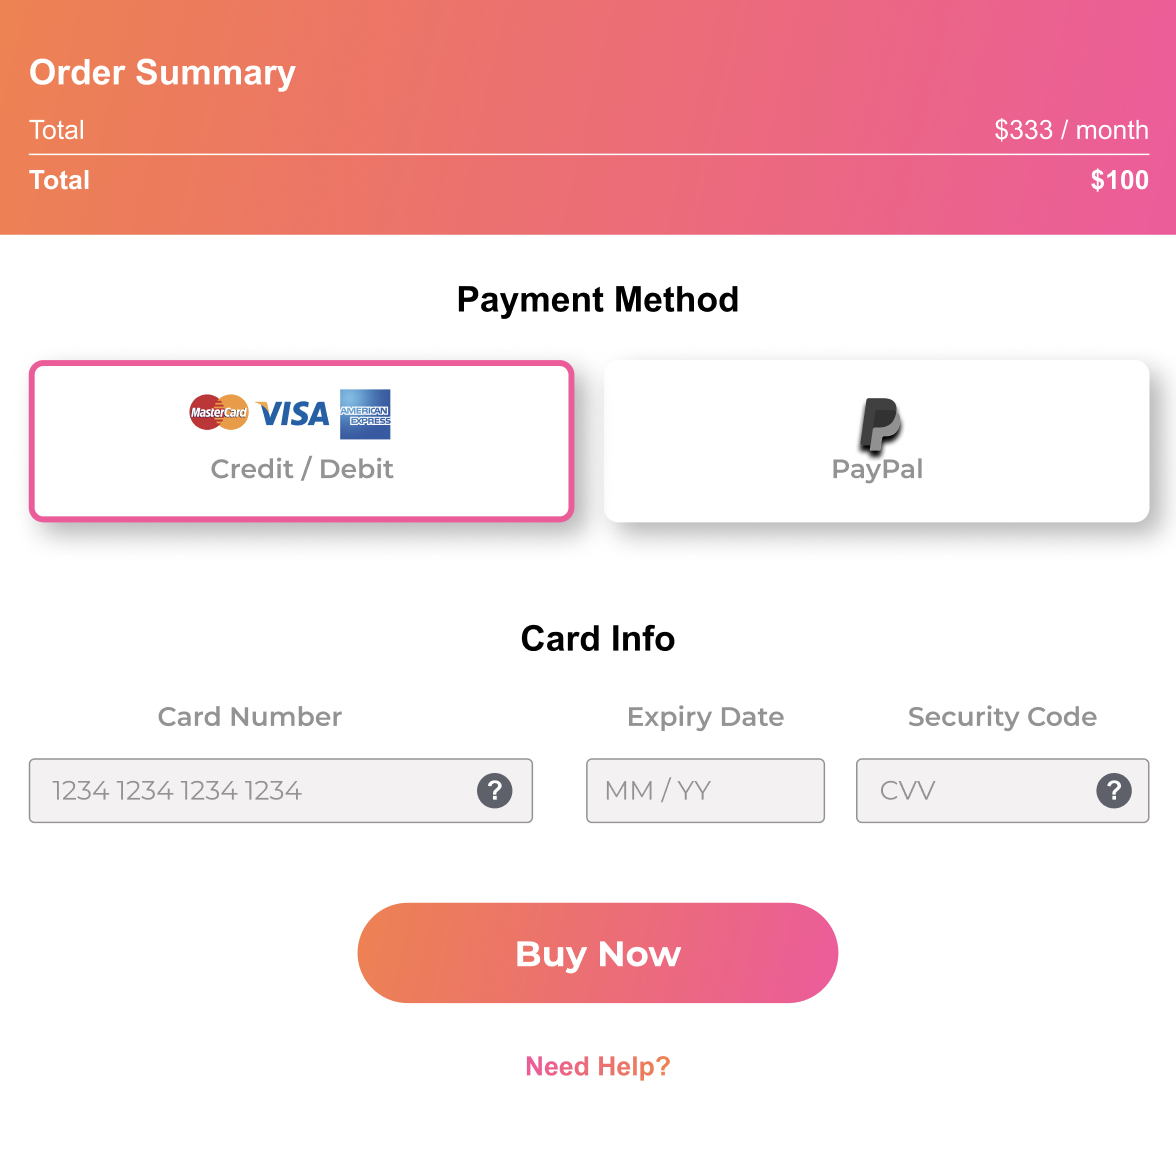 Order Summary
Total $333 / month
Total $100
Payment Method
MasterCard VISA AMERICAN EXPRESS
Credit / Debit
PayPal
Card Info
Card Number Expiry Date Security Code
1234 1234 1234 1234 ? MM / YY CVV ?
Buy Now
Need Help?